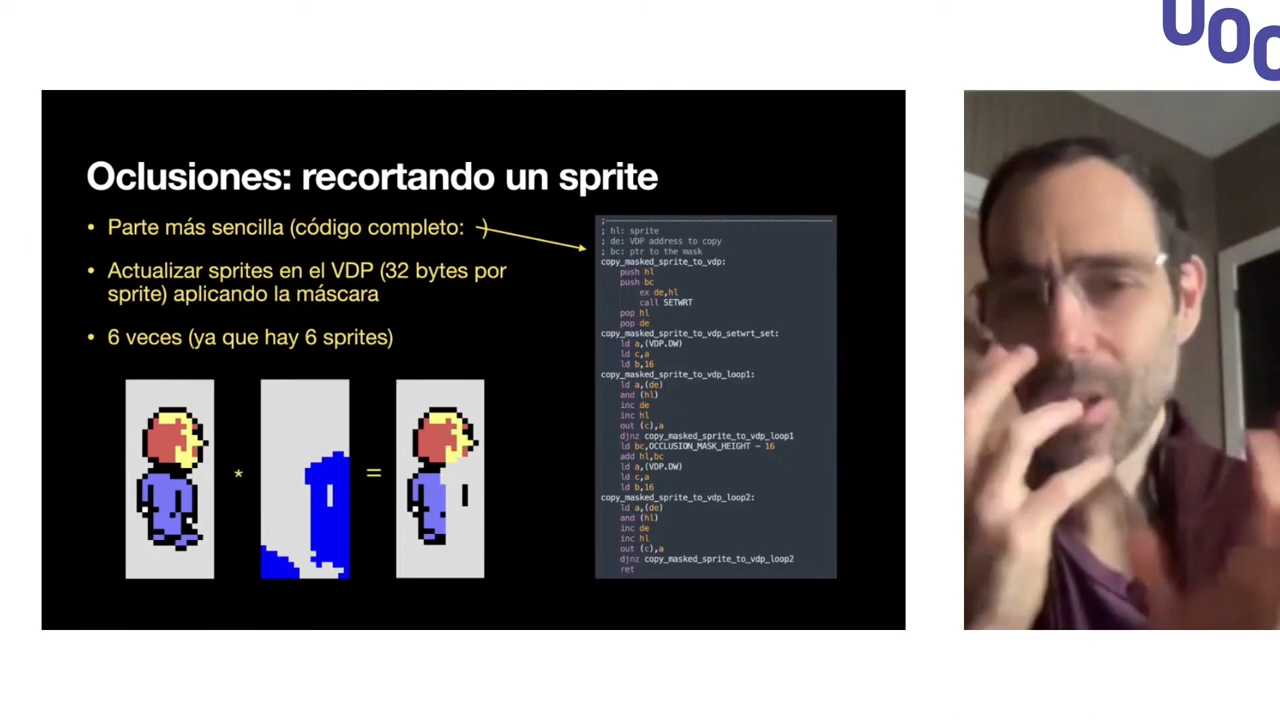 UOC
Oclusiones: recortando un sprite
• Parte más sencilla (código completo: )
• Actualizar sprites en el VDP (32 bytes por
sprite) aplicando la máscara
• 6 veces (ya que hay 6 sprites)
* =
;-----------------------------------------------
; hl: sprite
; de: VDP address to copy
; bc: ptr to the mask
copy_masked_sprite_to_vdp:
push hl
push bc
ex de,hl
call SETWRT
pop hl
pop de
copy_masked_sprite_to_vdp_setwrt_set:
ld a,(VDP.DW)
ld c,a
ld b,16
copy_masked_sprite_to_vdp_loop1:
ld a,(de)
and (hl)
inc de
inc hl
out (c),a
djnz copy_masked_sprite_to_vdp_loop1
ld bc,OCCLUSION_MASK_HEIGHT - 16
add hl,bc
ld a,(VDP.DW)
ld c,a
ld b,16
copy_masked_sprite_to_vdp_loop2:
ld a,(de)
and (hl)
inc de
inc hl
out (c),a
djnz copy_masked_sprite_to_vdp_loop2
ret